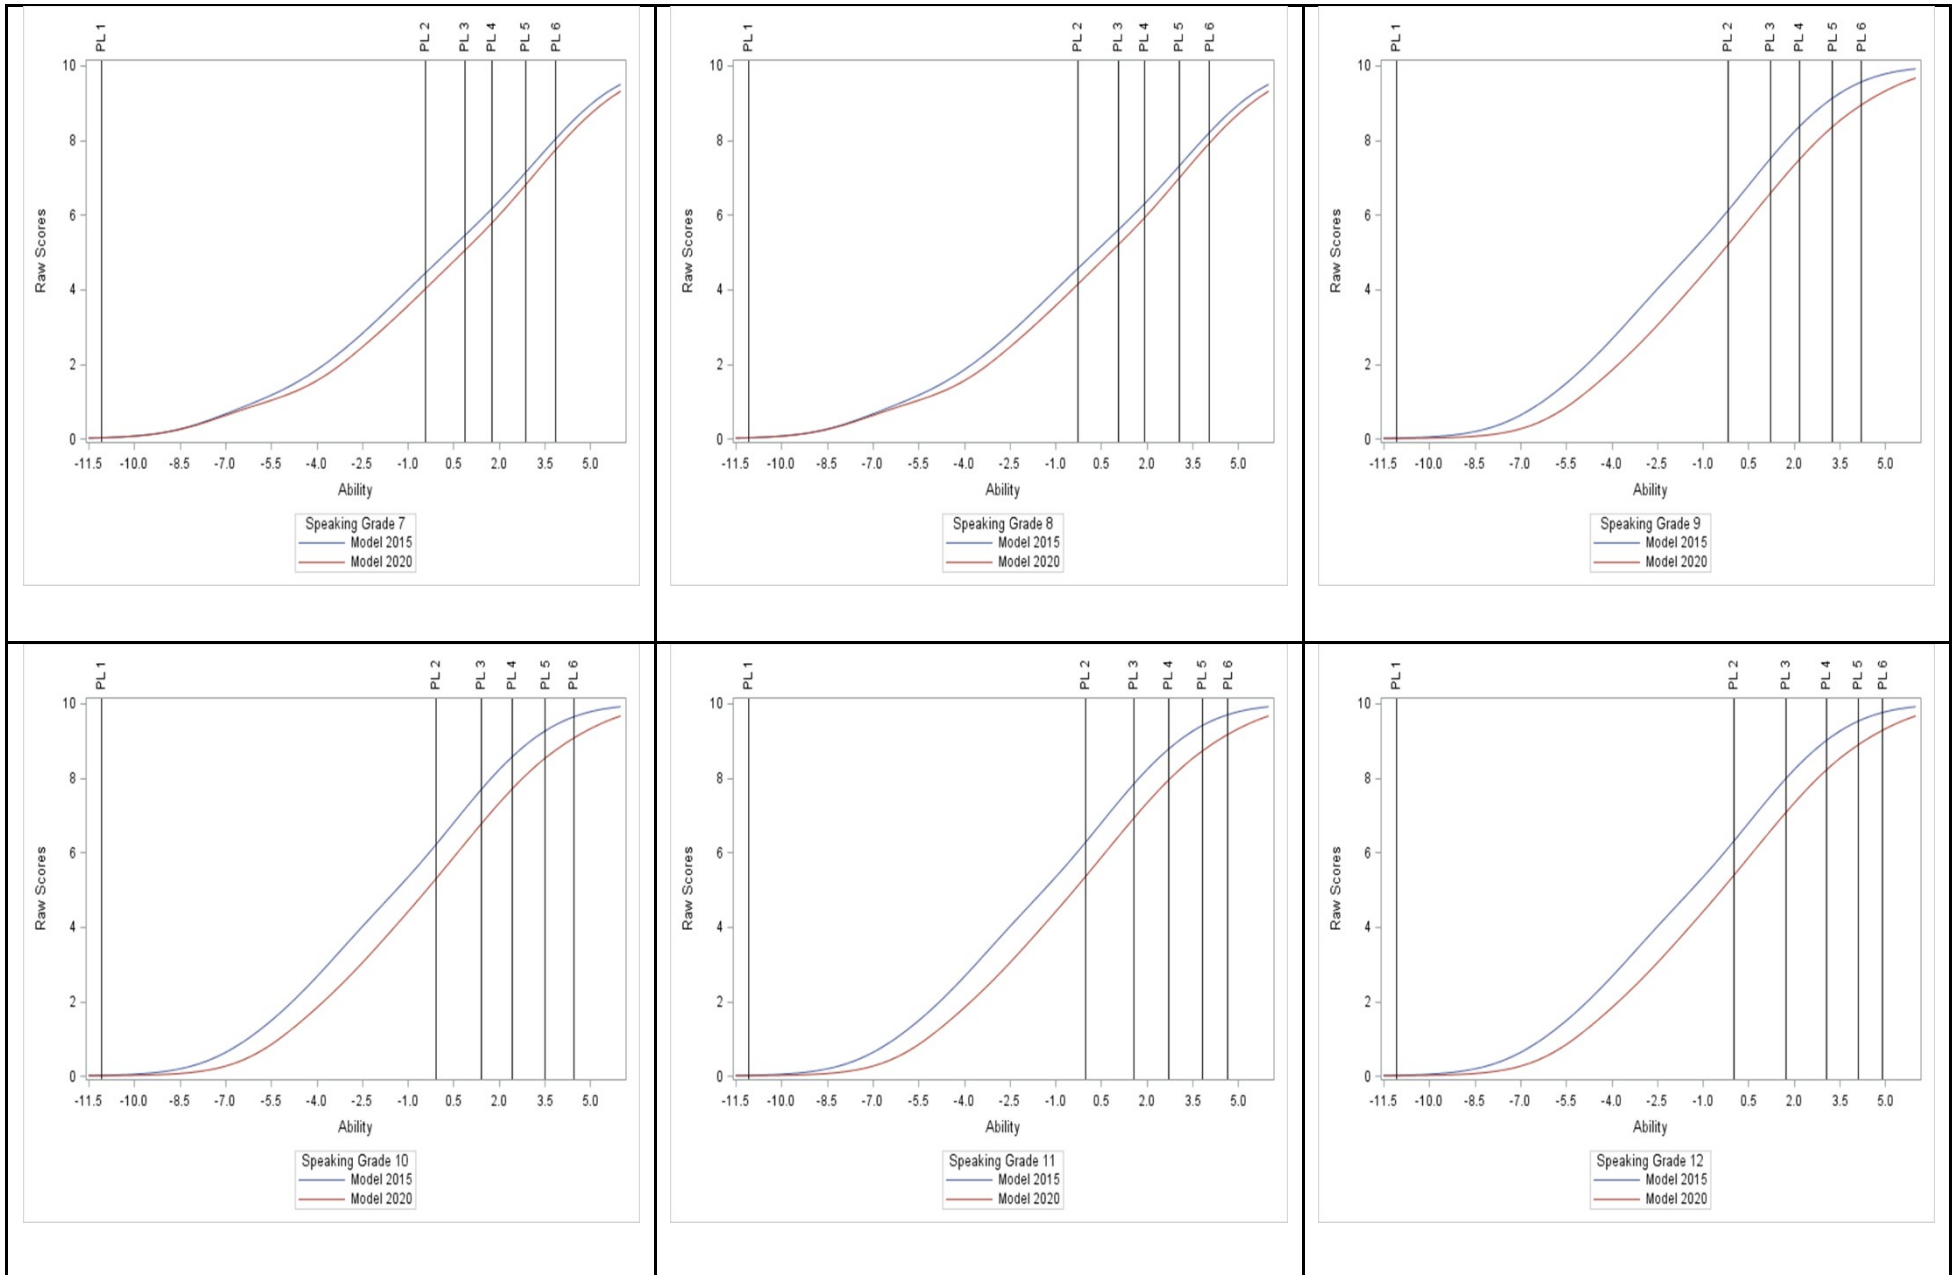 PL 1 PL 2 PL 3 PL 4 PL 5 PL 6
10
8
6
4
2
0
Raw Scores
-11.5 -10.0 -8.5 -7.0 -5.5 -4.0 -2.5 -1.0 0.5 2.0 3.5 5.0
Ability
Speaking Grade 7
Model 2015
Model 2020
PL 1 PL 2 PL 3 PL 4 PL 5 PL 6
10
8
6
4
2
0
Raw Scores
-11.5 -10.0 -8.5 -7.0 -5.5 -4.0 -2.5 -1.0 0.5 2.0 3.5 5.0
Ability
Speaking Grade 8
Model 2015
Model 2020
PL 1 PL 2 PL 3 PL 4 PL 5 PL 6
10
8
6
4
2
0
Raw Scores
-11.5 -10.0 -8.5 -7.0 -5.5 -4.0 -2.5 -1.0 0.5 2.0 3.5 5.0
Ability
Speaking Grade 9
Model 2015
Model 2020
PL 1 PL 2 PL 3 PL 4 PL 5 PL 6
10
8
6
4
2
0
Raw Scores
-11.5 -10.0 -8.5 -7.0 -5.5 -4.0 -2.5 -1.0 0.5 2.0 3.5 5.0
Ability
Speaking Grade 10
Model 2015
Model 2020
PL 1 PL 2 PL 3 PL 4 PL 5 PL 6
10
8
6
4
2
0
Raw Scores
-11.5 -10.0 -8.5 -7.0 -5.5 -4.0 -2.5 -1.0 0.5 2.0 3.5 5.0
Ability
Speaking Grade 11
Model 2015
Model 2020
PL 1 PL 2 PL 3 PL 4 PL 5 PL 6
10
8
6
4
2
0
Raw Scores
-11.5 -10.0 -8.5 -7.0 -5.5 -4.0 -2.5 -1.0 0.5 2.0 3.5 5.0
Ability
Speaking Grade 12
Model 2015
Model 2020